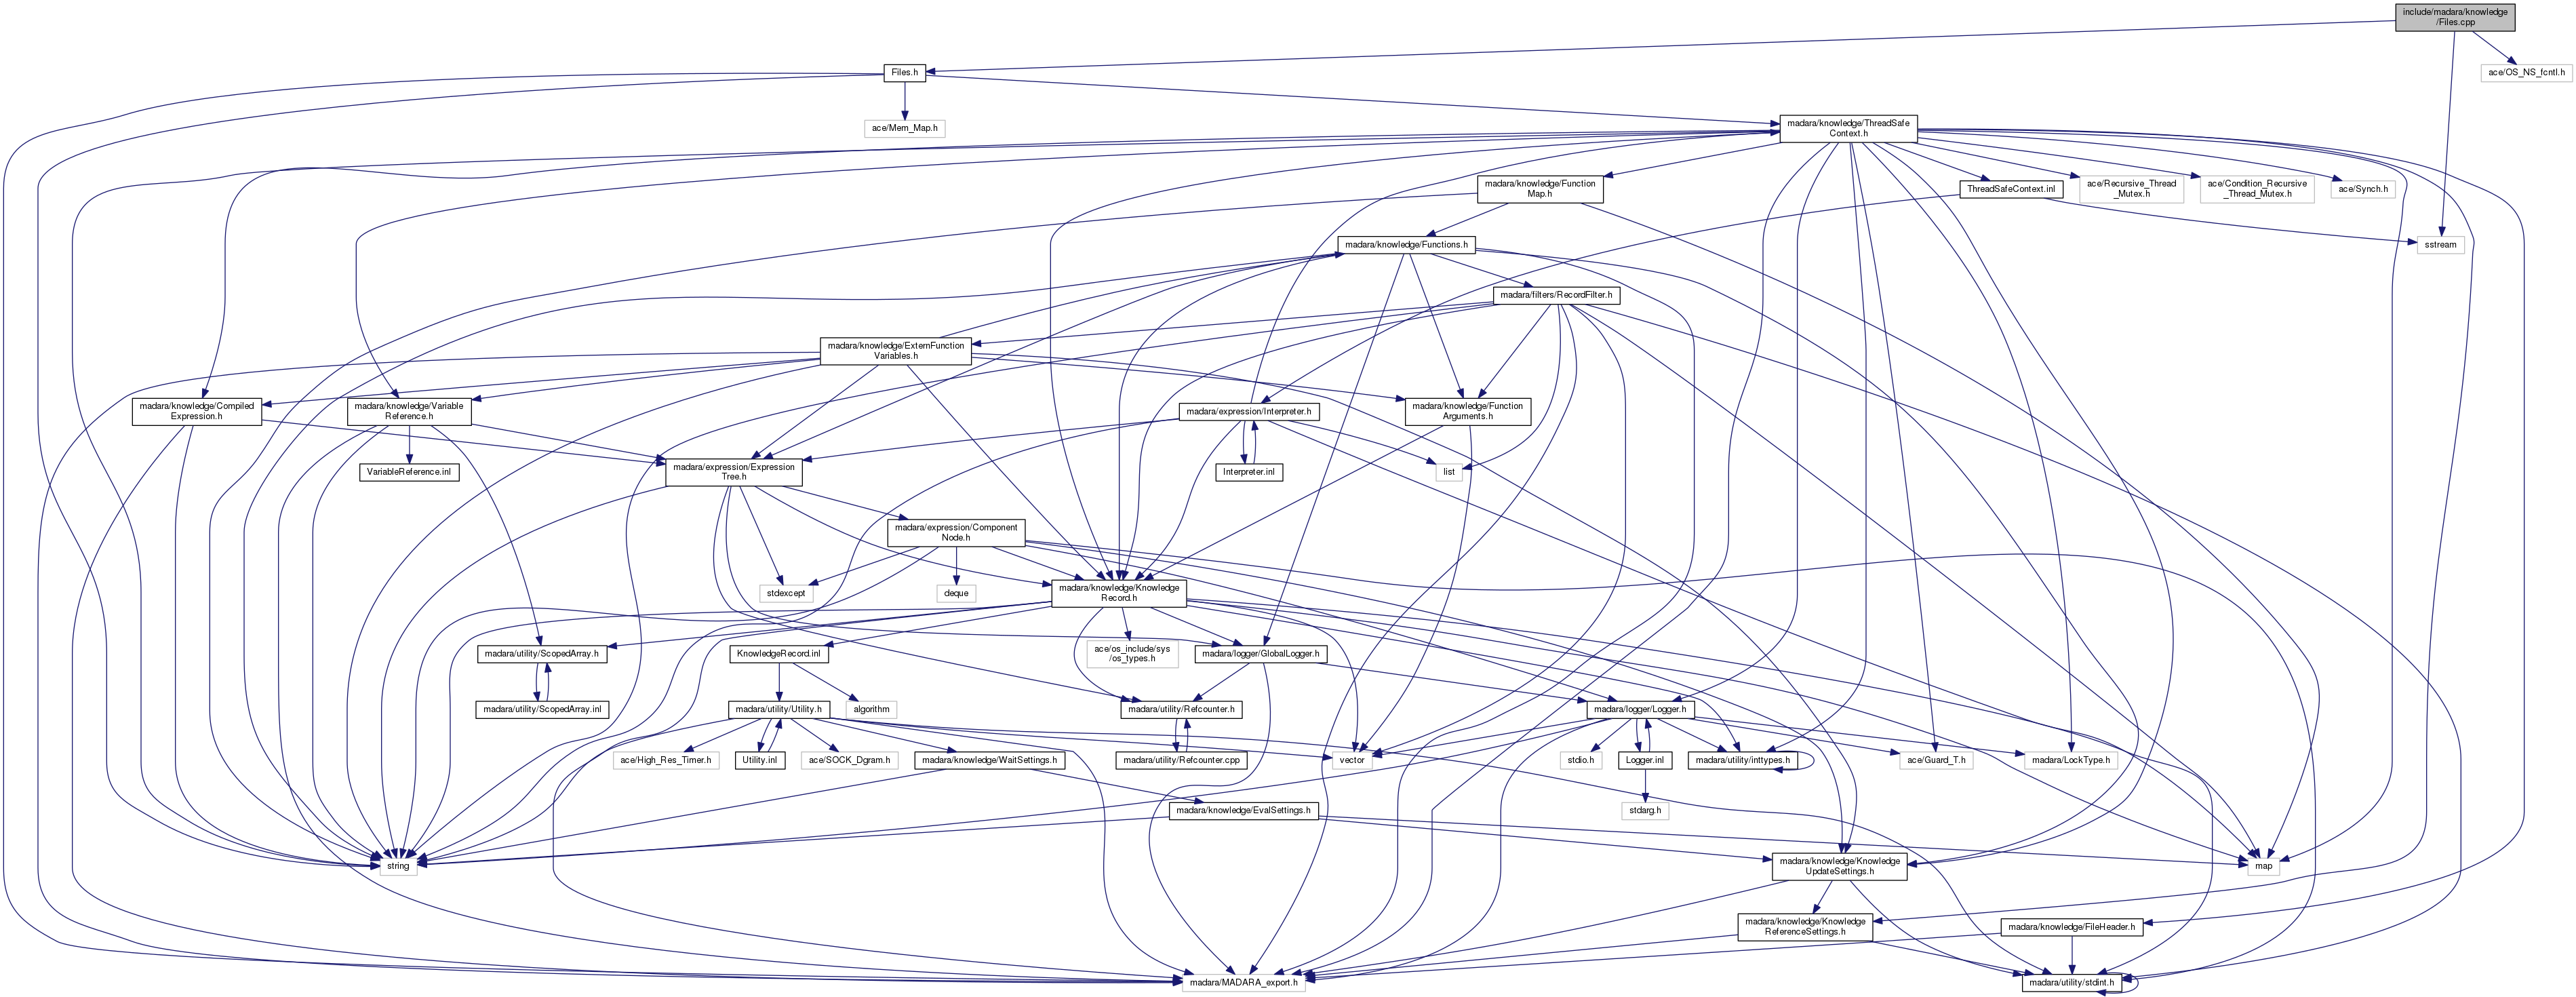 include/madara/knowledge
/Files.cpp
Files.h
ace/OS_NS_fcntl.h
ace/Mem_Map.h
madara/knowledge/ThreadSafe
Context.h
madara/knowledge/Function
Map.h
ThreadSafeContext.inl
ace/Recursive_Thread
_Mutex.h
ace/Condition_Recursive
_Thread_Mutex.h
ace/Synch.h
madara/knowledge/Functions.h
sstream
madara/filters/RecordFilter.h
madara/knowledge/ExternFunction
Variables.h
madara/knowledge/Compiled
Expression.h
madara/knowledge/Variable
Reference.h
madara/expression/Interpreter.h
madara/knowledge/Function
Arguments.h
VariableReference.inl
madara/expression/Expression
Tree.h
Interpreter.inl
list
madara/expression/Component
Node.h
stdexcept
deque
madara/knowledge/Knowledge
Record.h
madara/utility/ScopedArray.h
KnowledgeRecord.inl
ace/os_include/sys
/os_types.h
madara/logger/GlobalLogger.h
madara/utility/ScopedArray.inl
madara/utility/Utility.h
algorithm
madara/utility/Refcounter.h
madara/logger/Logger.h
ace/High_Res_Timer.h
Utility.inl
ace/SOCK_Dgram.h
madara/knowledge/WaitSettings.h
madara/utility/Refcounter.cpp
vector
stdio.h
Logger.inl
madara/utility/inttypes.h
ace/Guard_T.h
madara/LockType.h
madara/knowledge/EvalSettings.h
stdarg.h
string
madara/knowledge/Knowledge
UpdateSettings.h
map
madara/knowledge/Knowledge
ReferenceSettings.h
madara/knowledge/FileHeader.h
madara/MADARA_export.h
madara/utility/stdint.h